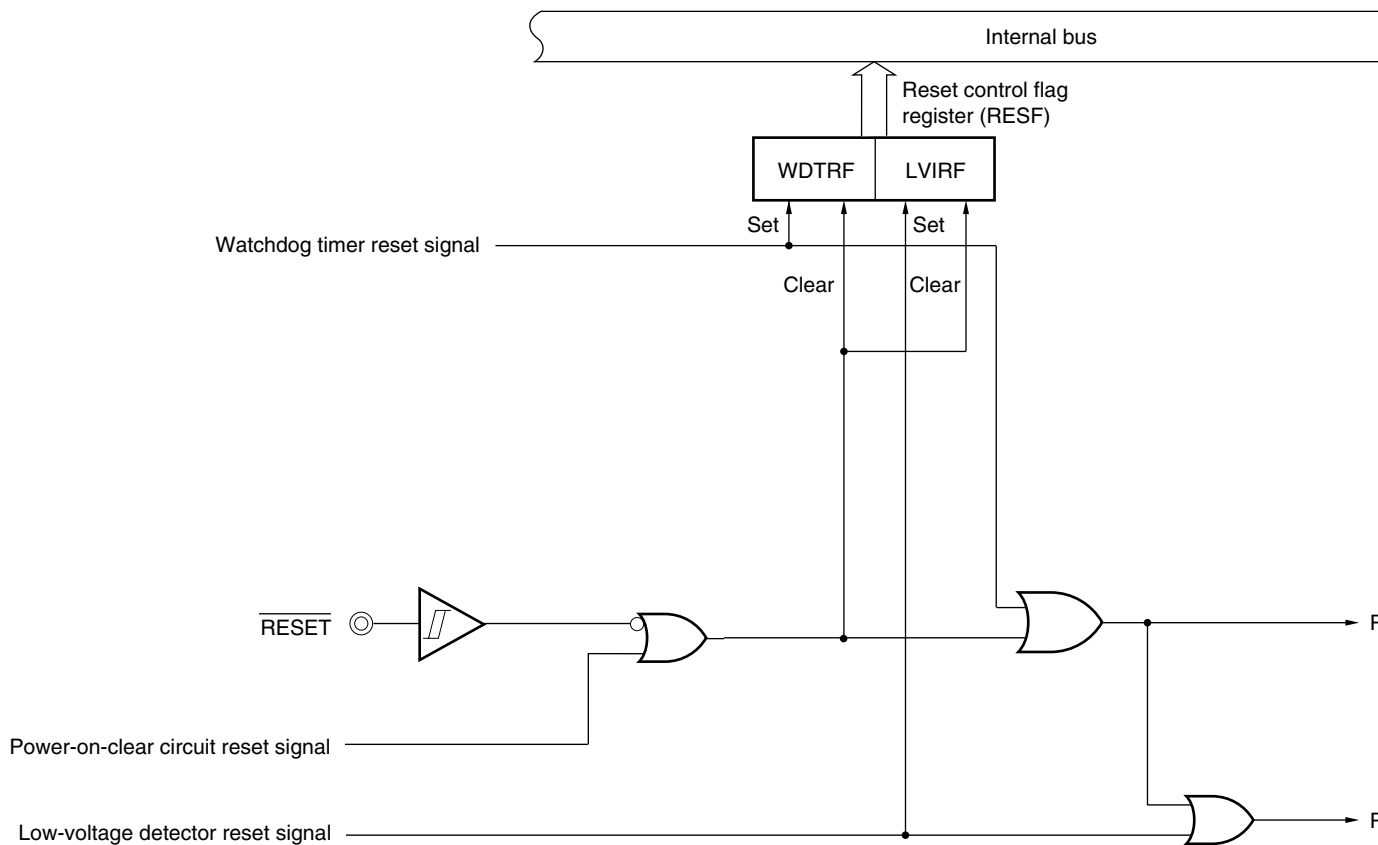 Internal bus
Reset control flag
register (RESF)
WDTRF LVIRF
Set Set
Watchdog timer reset signal
Clear Clear
RESET
Power-on-clear circuit reset signal
Low-voltage detector reset signal